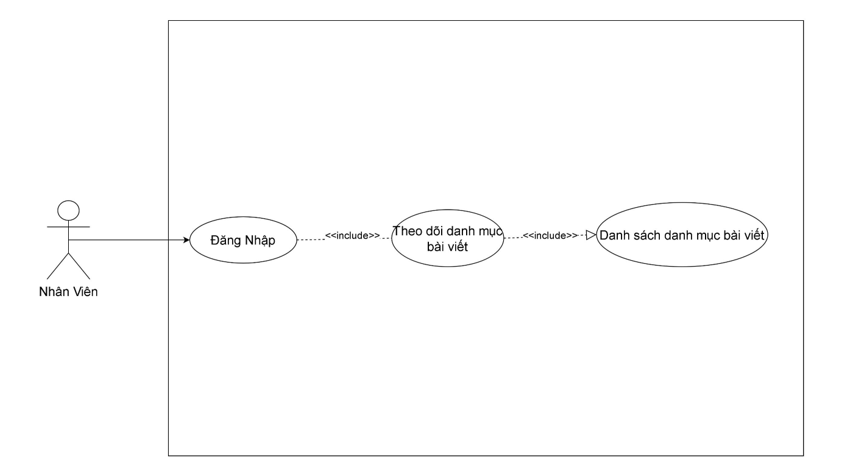 Nhân Viên
Đăng Nhập
<<include>>
Theo dõi danh mục
bài viết
<<include>>
Danh sách danh mục bài viết